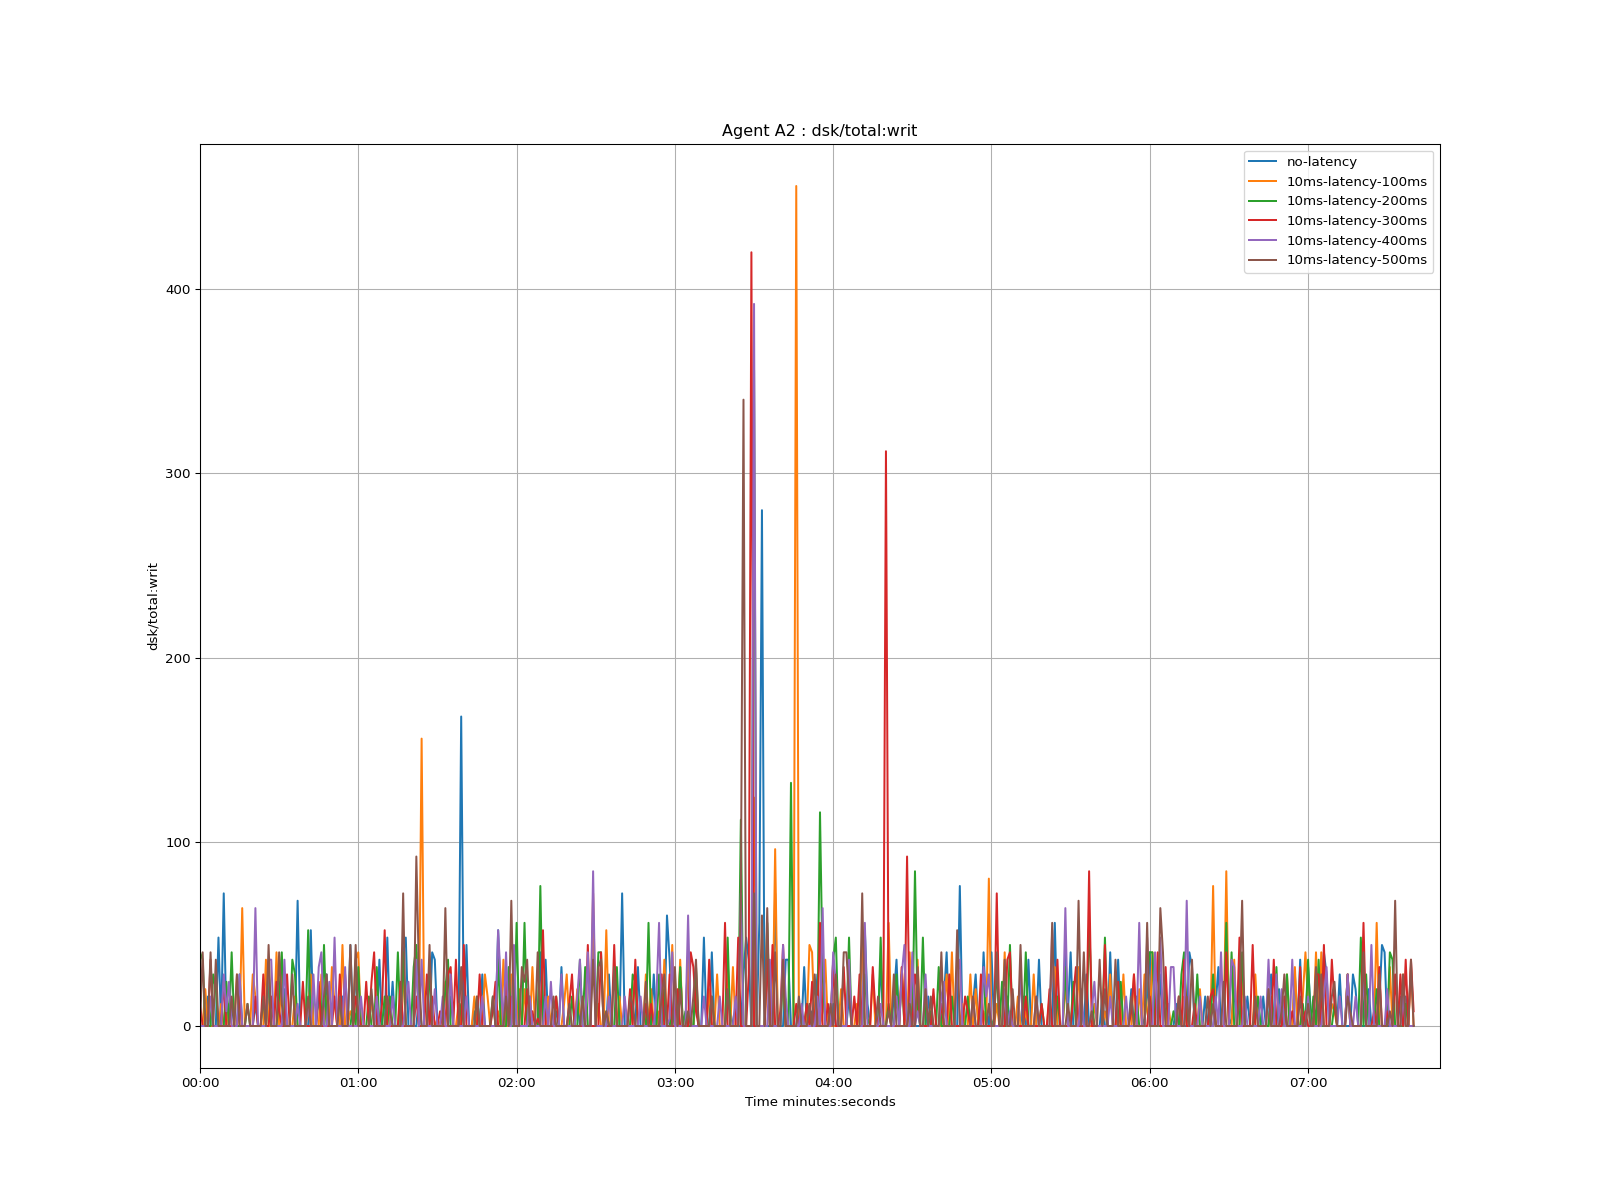 Agent A2 : dsk/total:writ
no-latency
10ms-latency-100ms
10ms-latency-200ms
10ms-latency-300ms
10ms-latency-400ms
10ms-latency-500ms
400
300
200
100
0
dsk/total:writ
00:00 01:00 02:00 03:00 04:00 05:00 06:00 07:00
Time minutes:seconds